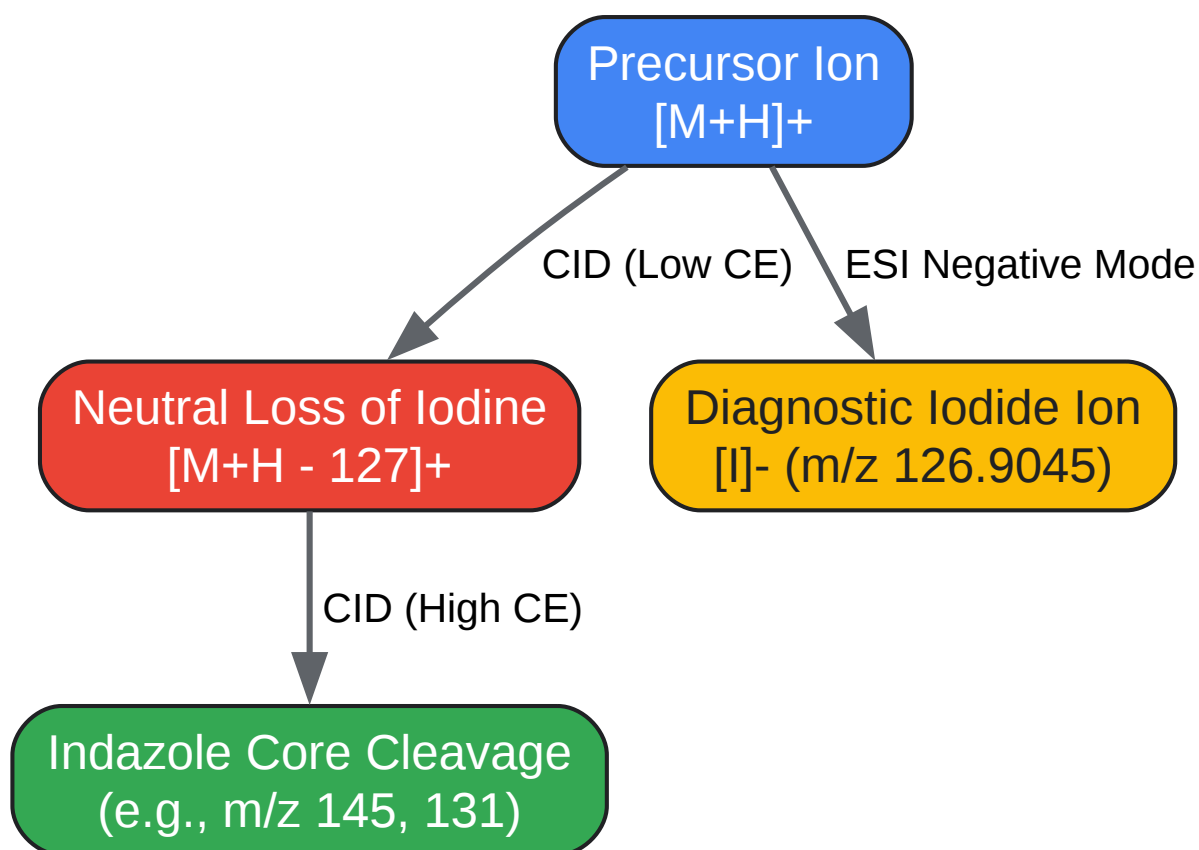 Precursor Ion
[M+H]+
CID (Low CE)
ESI Negative Mode
Neutral Loss of Iodine
[M+H - 127]+
Diagnostic Iodide Ion
[I]- (m/z 126.9045)
CID (High CE)
Indazole Core Cleavage
(e.g., m/z 145, 131)